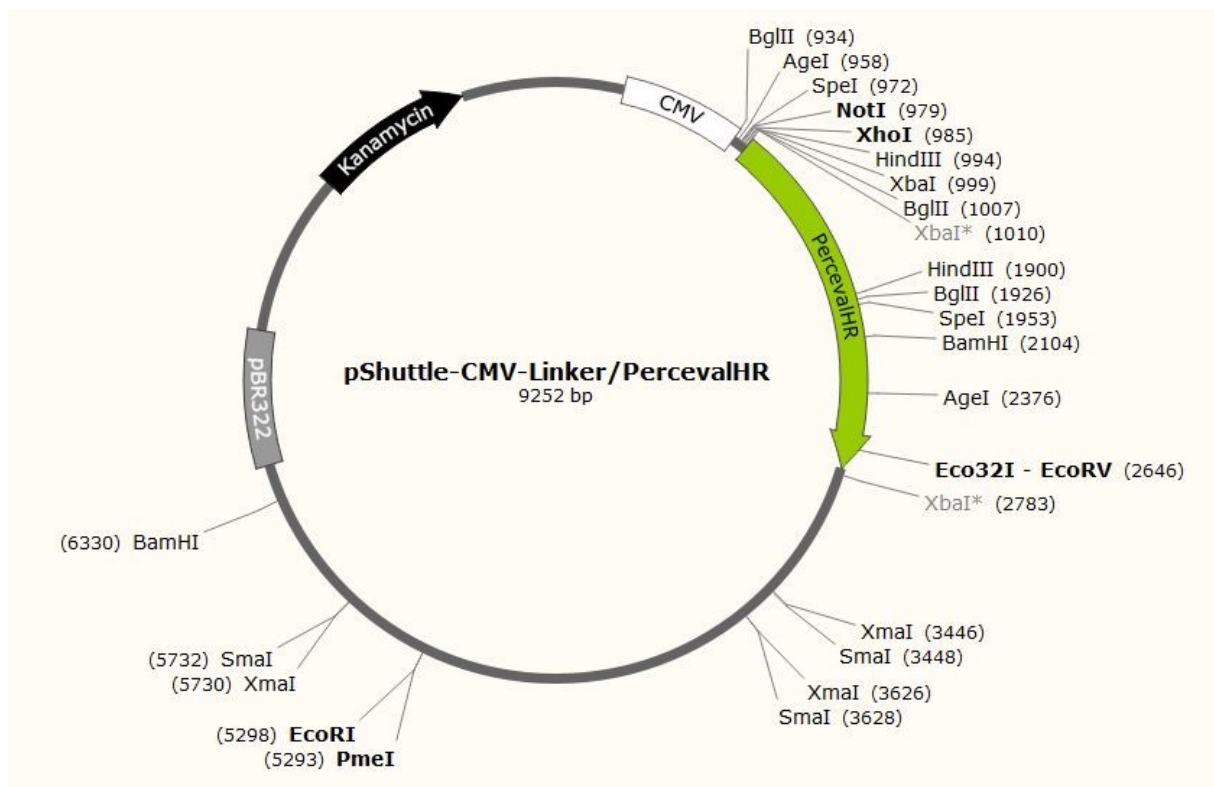 BglII (934)
AgeI (958)
SpeI (972)
NotI (979)
XhoI (985)
HindIII (994)
XbaI (999)
BglII (1007)
XbaI* (1010)
CMV
Kanamycin
PercevalHR
HindIII (1900)
BglII (1926)
SpeI (1953)
BamHI (2104)
AgeI (2376)
pShuttle-CMV-Linker/PercevalHR
9252 bp
pBR322
Eco32I - EcoRV (2646)
XbaI* (2783)
(6330) BamHI
XmaI (3446)
SmaI (3448)
(5732) SmaI
(5730) XmaI
XmaI (3626)
SmaI (3628)
(5298) EcoRI
(5293) PmeI